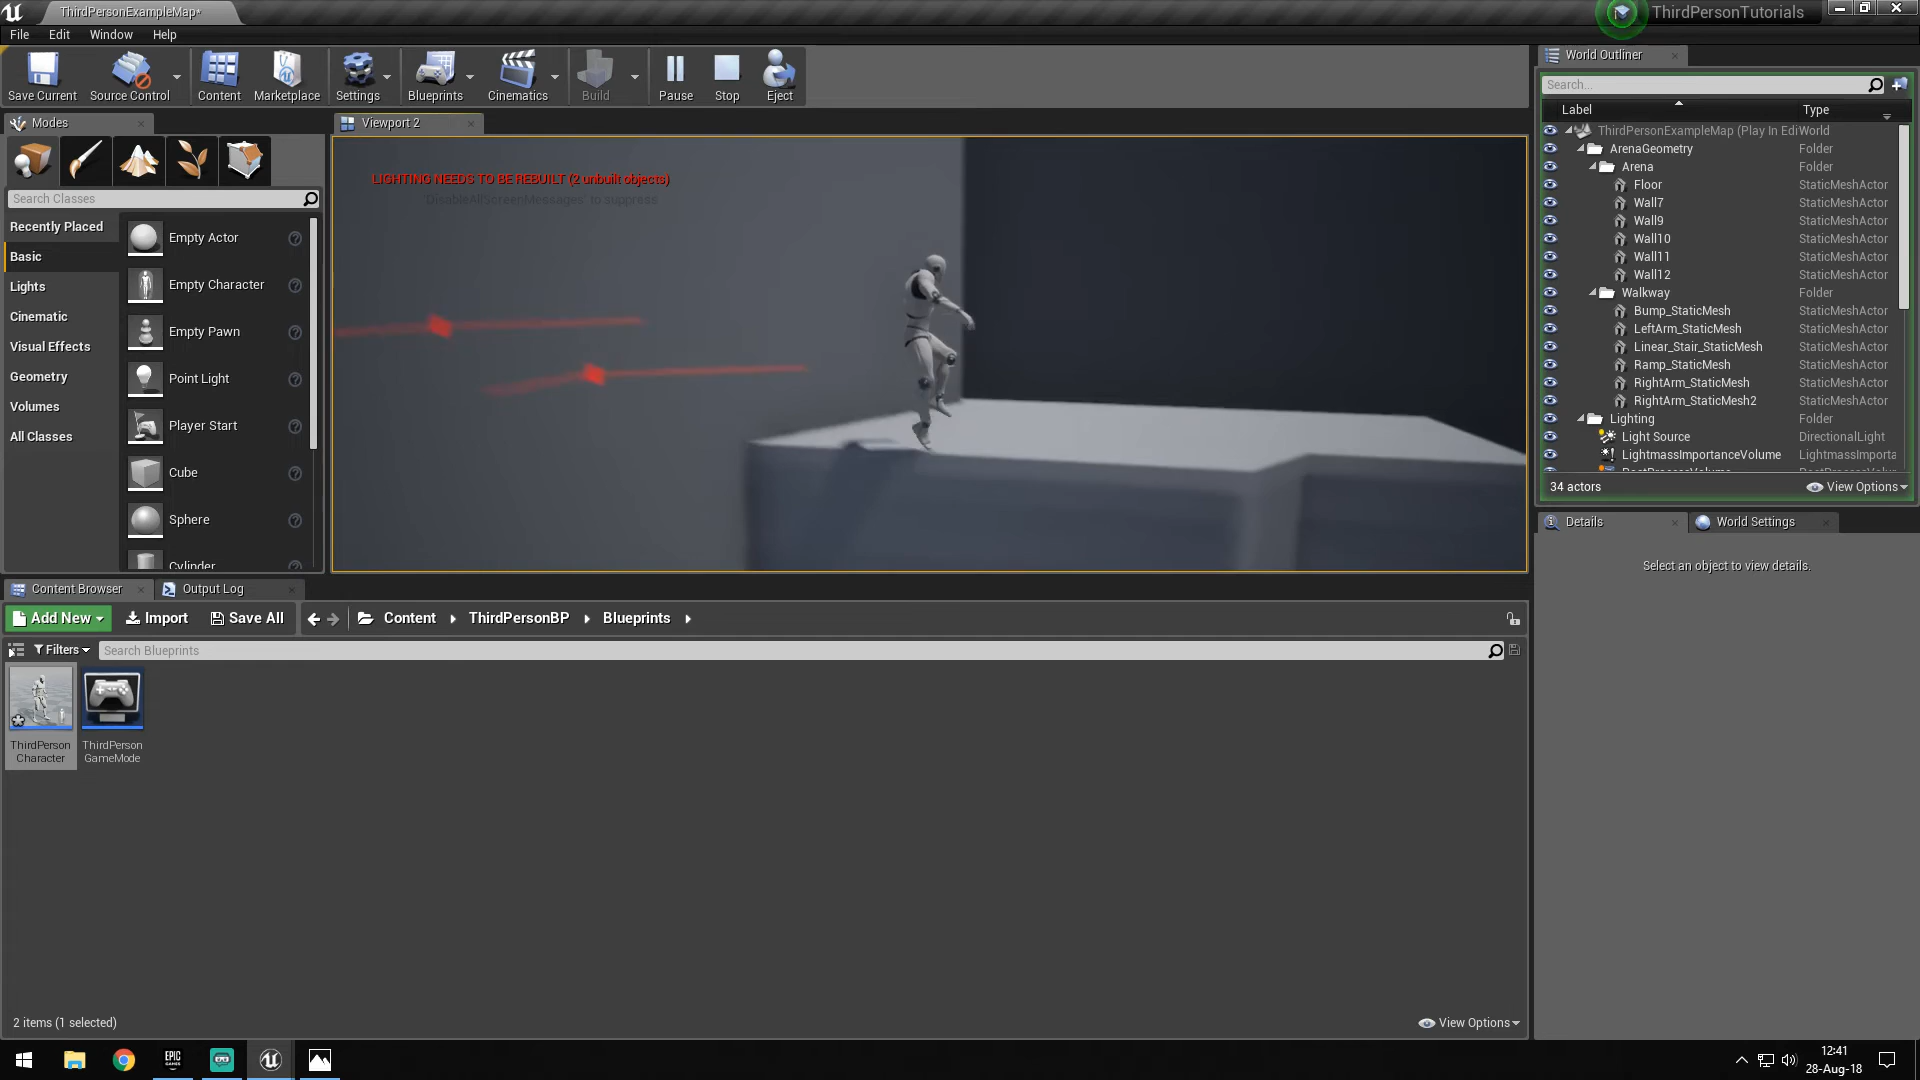 ThirdPersonExampleMap*
ThirdPersonTutorials
File Edit Window Help
Save Current
Source Control
Content
Marketplace
Settings
Blueprints
Cinematics
Build
Pause
Stop
Eject
World Outliner
Search...
Label
Type
Modes
Viewport 2
Search Classes
Recently Placed
Basic
Lights
Cinematic
Visual Effects
Geometry
Volumes
All Classes
Empty Actor
Empty Character
Empty Pawn
Point Light
Player Start
Cube
Sphere
Cylinder
LIGHTING NEEDS TO BE REBUILT (2 unbuilt objects)
'DisableAllScreenMessages' to suppress
ThirdPersonExampleMap (Play In Edi World
ArenaGeometry Folder
Arena Folder
Floor StaticMeshActor
Wall7 StaticMeshActor
Wall9 StaticMeshActor
Wall10 StaticMeshActor
Wall11 StaticMeshActor
Wall12 StaticMeshActor
Walkway Folder
Bump_StaticMesh StaticMeshActor
LeftArm_StaticMesh StaticMeshActor
Linear_Stair_StaticMesh StaticMeshActor
Ramp_StaticMesh StaticMeshActor
RightArm_StaticMesh StaticMeshActor
RightArm_StaticMesh2 StaticMeshActor
Lighting Folder
Light Source DirectionalLight
LightmassImportanceVolume LightmassImporta
PostProcessVolume PostProcessVolu
34 actors
View Options
Details
World Settings
Select an object to view details.
Content Browser
Output Log
Add New
Import
Save All
Content
ThirdPersonBP
Blueprints
Filters
Search Blueprints
ThirdPerson
Character
ThirdPerson
GameMode
2 items (1 selected)
View Options
EPIC
GAMES
12:41
28-Aug-18